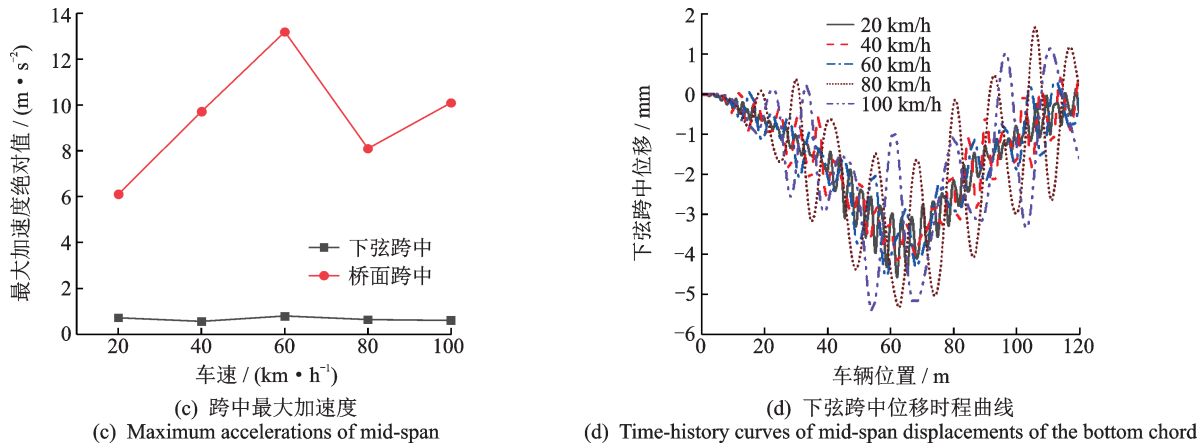 14
12
10
8
6
4
2
0
20
40
60
80
100
最大加速度绝对值 / (m·s⁻²)
下弦跨中
桥面跨中
车速 / (km·h⁻¹)
(c) 跨中最大加速度
(c) Maximum accelerations of mid-span
2
1
0
−1
−2
−3
−4
−5
−6
0
20
40
60
80
100
120
下弦跨中位移 / mm
20 km/h
40 km/h
60 km/h
80 km/h
100 km/h
车辆位置 / m
(d) 下弦跨中位移时程曲线
(d) Time-history curves of mid-span displacements of the bottom chord